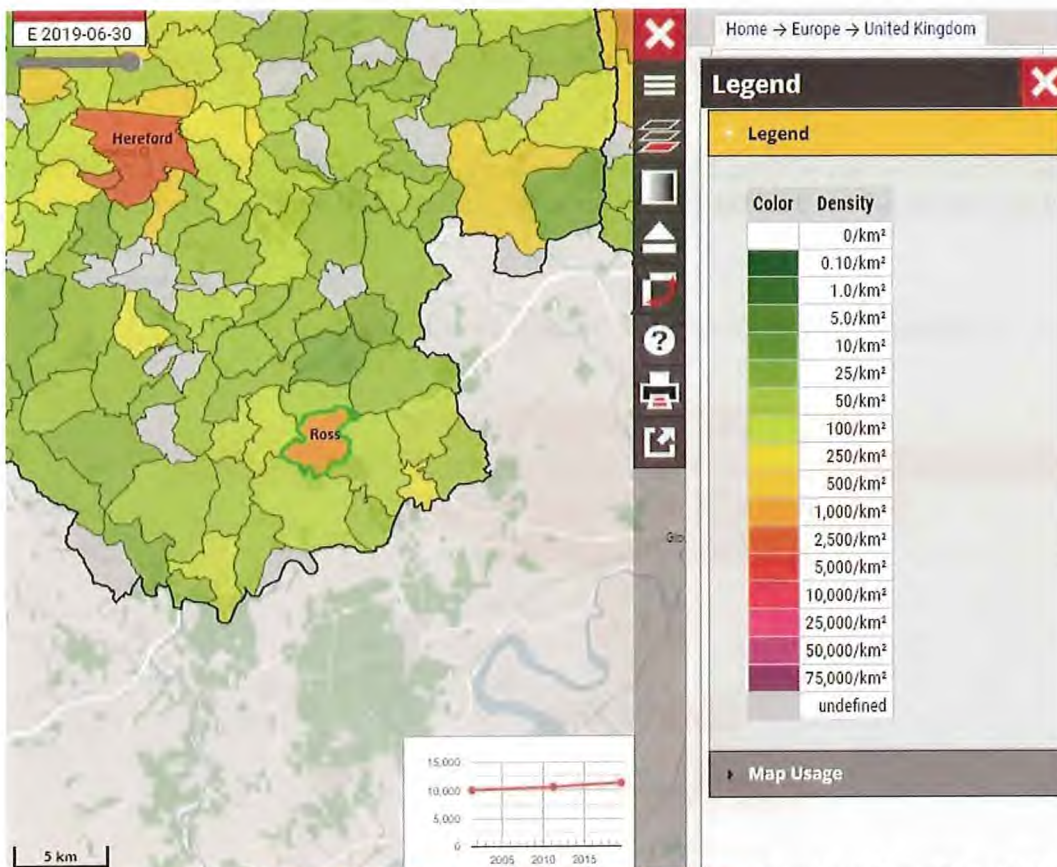 E 2019-06-30
Hereford
Ross
5 km
15,000
10,000
5,000
0
2005 2010 2015
?
Home → Europe → United Kingdom
Legend
Legend
Color Density
0/km²
0.10/km²
1.0/km²
5.0/km²
10/km²
25/km²
50/km²
100/km²
250/km²
500/km²
1,000/km²
2,500/km²
5,000/km²
10,000/km²
25,000/km²
50,000/km²
75,000/km²
undefined
Map Usage